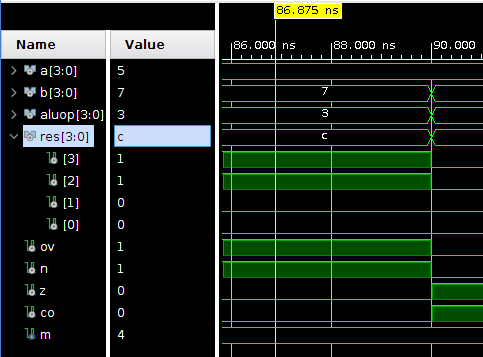 86.875 ns
Name Value 86.000 ns 88.000 ns 90.000
a[3:0] 5
b[3:0] 7 7
aluop[3:0] 3 3
res[3:0] c c
[3] 1
[2] 1
[1] 0
[0] 0
ov 1
n 1
z 0
co 0
m 4